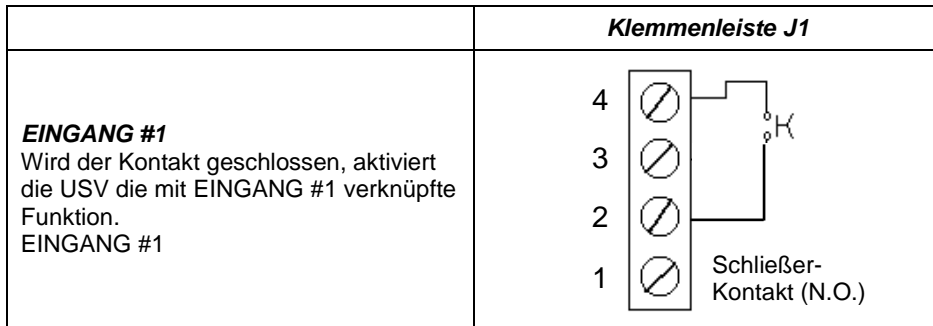 Klemmenleiste J1
EINGANG #1
Wird der Kontakt geschlossen, aktiviert
die USV die mit EINGANG #1 verknüpfte
Funktion.
EINGANG #1
4
3
2
1
Schließer-
Kontakt (N.O.)